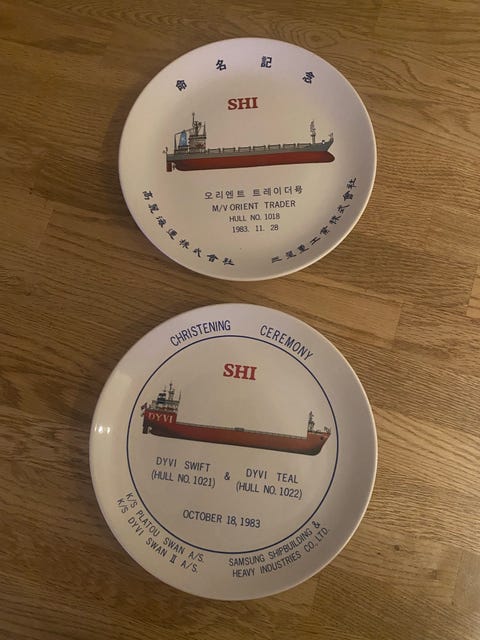 命名記念
SHI
오리엔트 트레이더号
M/V ORIENT TRADER
HULL NO. 1018
1983. 11. 28
高麗海運株式會社
三星重工業株式會社
CHRISTENING CEREMONY
SHI
DYVI
DYVI SWIFT & DYVI TEAL
(HULL NO. 1021) (HULL NO. 1022)
OCTOBER 18, 1983
K/S PLATOU SWAN A/S.
K/S DYVI SWAN II A/S.
SAMSUNG SHIPBUILDING &
HEAVY INDUSTRIES CO., LTD.